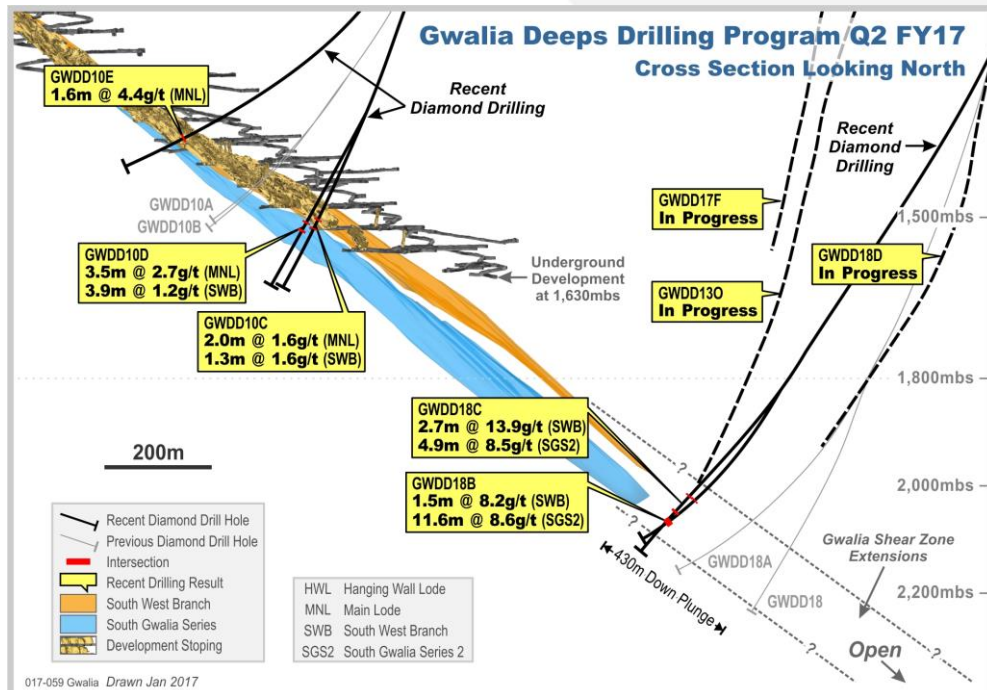 Gwalia Deeps Drilling Program Q2 FY17
Cross Section Looking North
GWDD10E
1.6m @ 4.4g/t (MNL)
Recent
Diamond Drilling
Recent
Diamond
Drilling
GWDD17F
In Progress
1,500mbs
GWDD10A
GWDD10B
GWDD18D
In Progress
GWDD10D
3.5m @ 2.7g/t (MNL)
3.9m @ 1.2g/t (SWB)
Underground
Development
at 1,630mbs
GWDD13O
In Progress
GWDD10C
2.0m @ 1.6g/t (MNL)
1.3m @ 1.6g/t (SWB)
1,800mbs
GWDD18C
2.7m @ 13.9g/t (SWB)
4.9m @ 8.5g/t (SGS2)
?
200m
GWDD18B
1.5m @ 8.2g/t (SWB)
11.6m @ 8.6g/t (SGS2)
?
2,000mbs
?
Gwalia Shear Zone
Extensions
430m Down Plunge
GWDD18A
GWDD18
2,200mbs
Open
?
?
Recent Diamond Drill Hole
Previous Diamond Drill Hole
Intersection
Recent Drilling Result
South West Branch
South Gwalia Series
Development Stoping
HWL Hanging Wall Lode
MNL Main Lode
SWB South West Branch
SGS2 South Gwalia Series 2
017-059 Gwalia Drawn Jan 2017